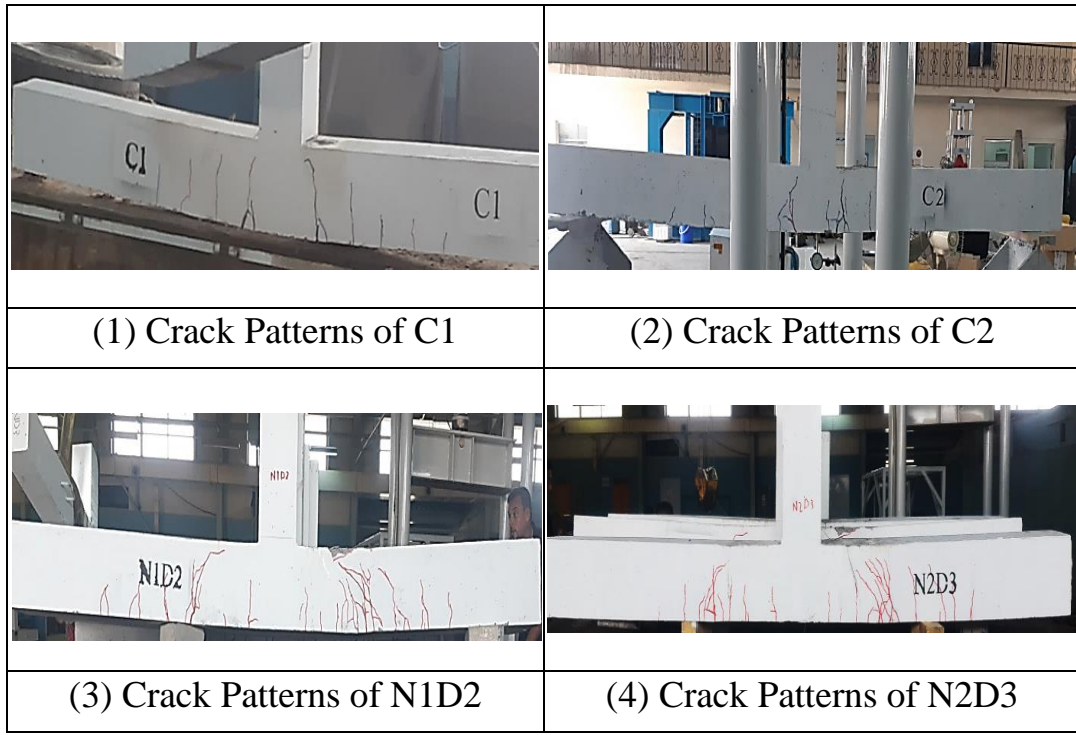 C1
C1
C2
(1) Crack Patterns of C1
(2) Crack Patterns of C2
N1D2
N1D2
N2D3
N2D3
(3) Crack Patterns of N1D2
(4) Crack Patterns of N2D3